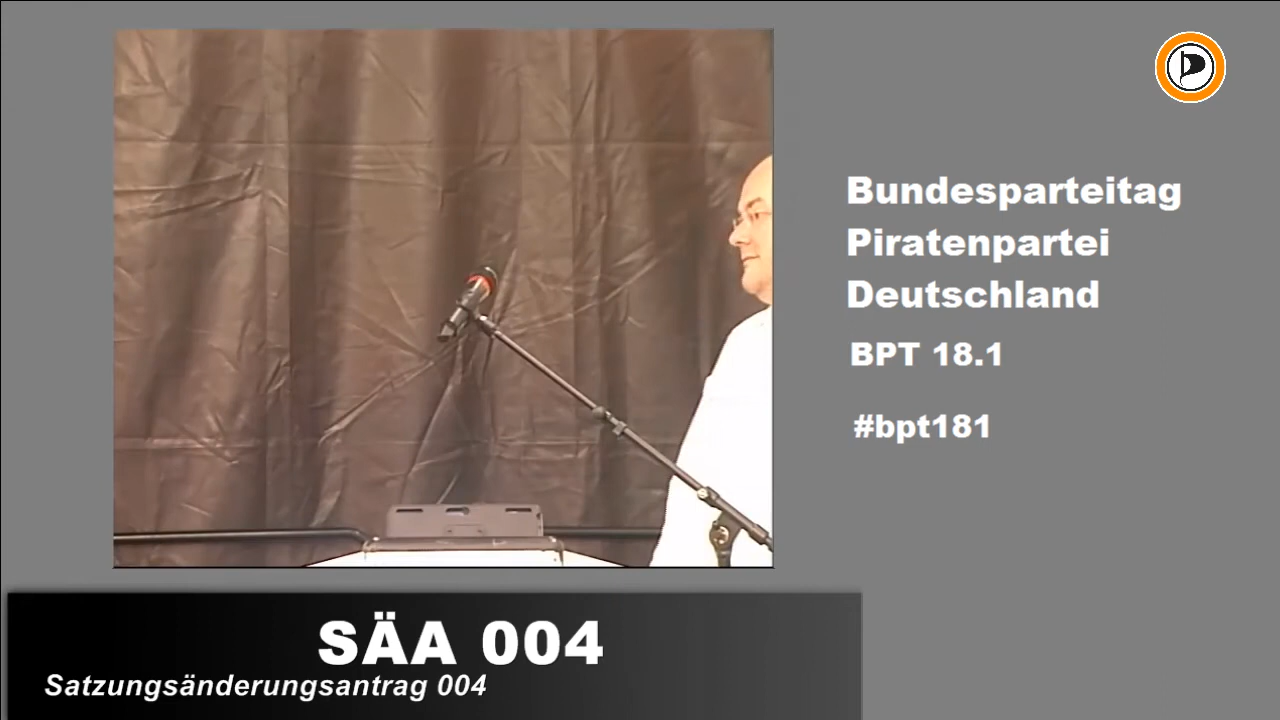 Bundesparteitag
Piratenpartei
Deutschland
BPT 18.1
#bpt181
SÄA 004
Satzungsänderungsantrag 004